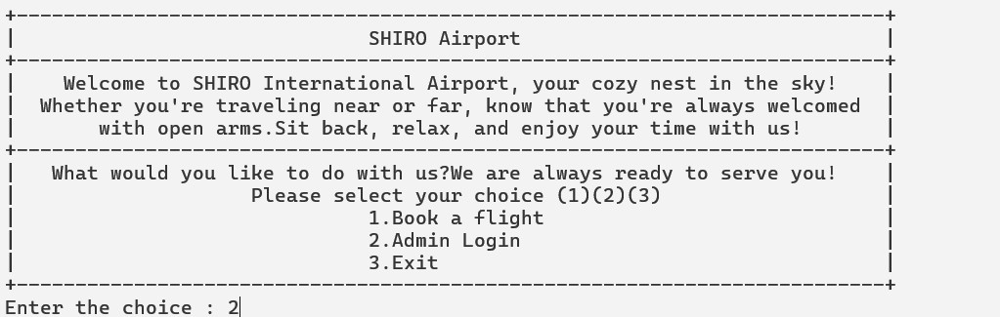 SHIRO Airport
Welcome to SHIRO International Airport, your cozy nest in the sky!
Whether you're traveling near or far, know that you're always welcomed
with open arms.Sit back, relax, and enjoy your time with us!
What would you like to do with us?We are always ready to serve you!
Please select your choice (1)(2)(3)
1.Book a flight
2.Admin Login
3.Exit
Enter the choice : 2